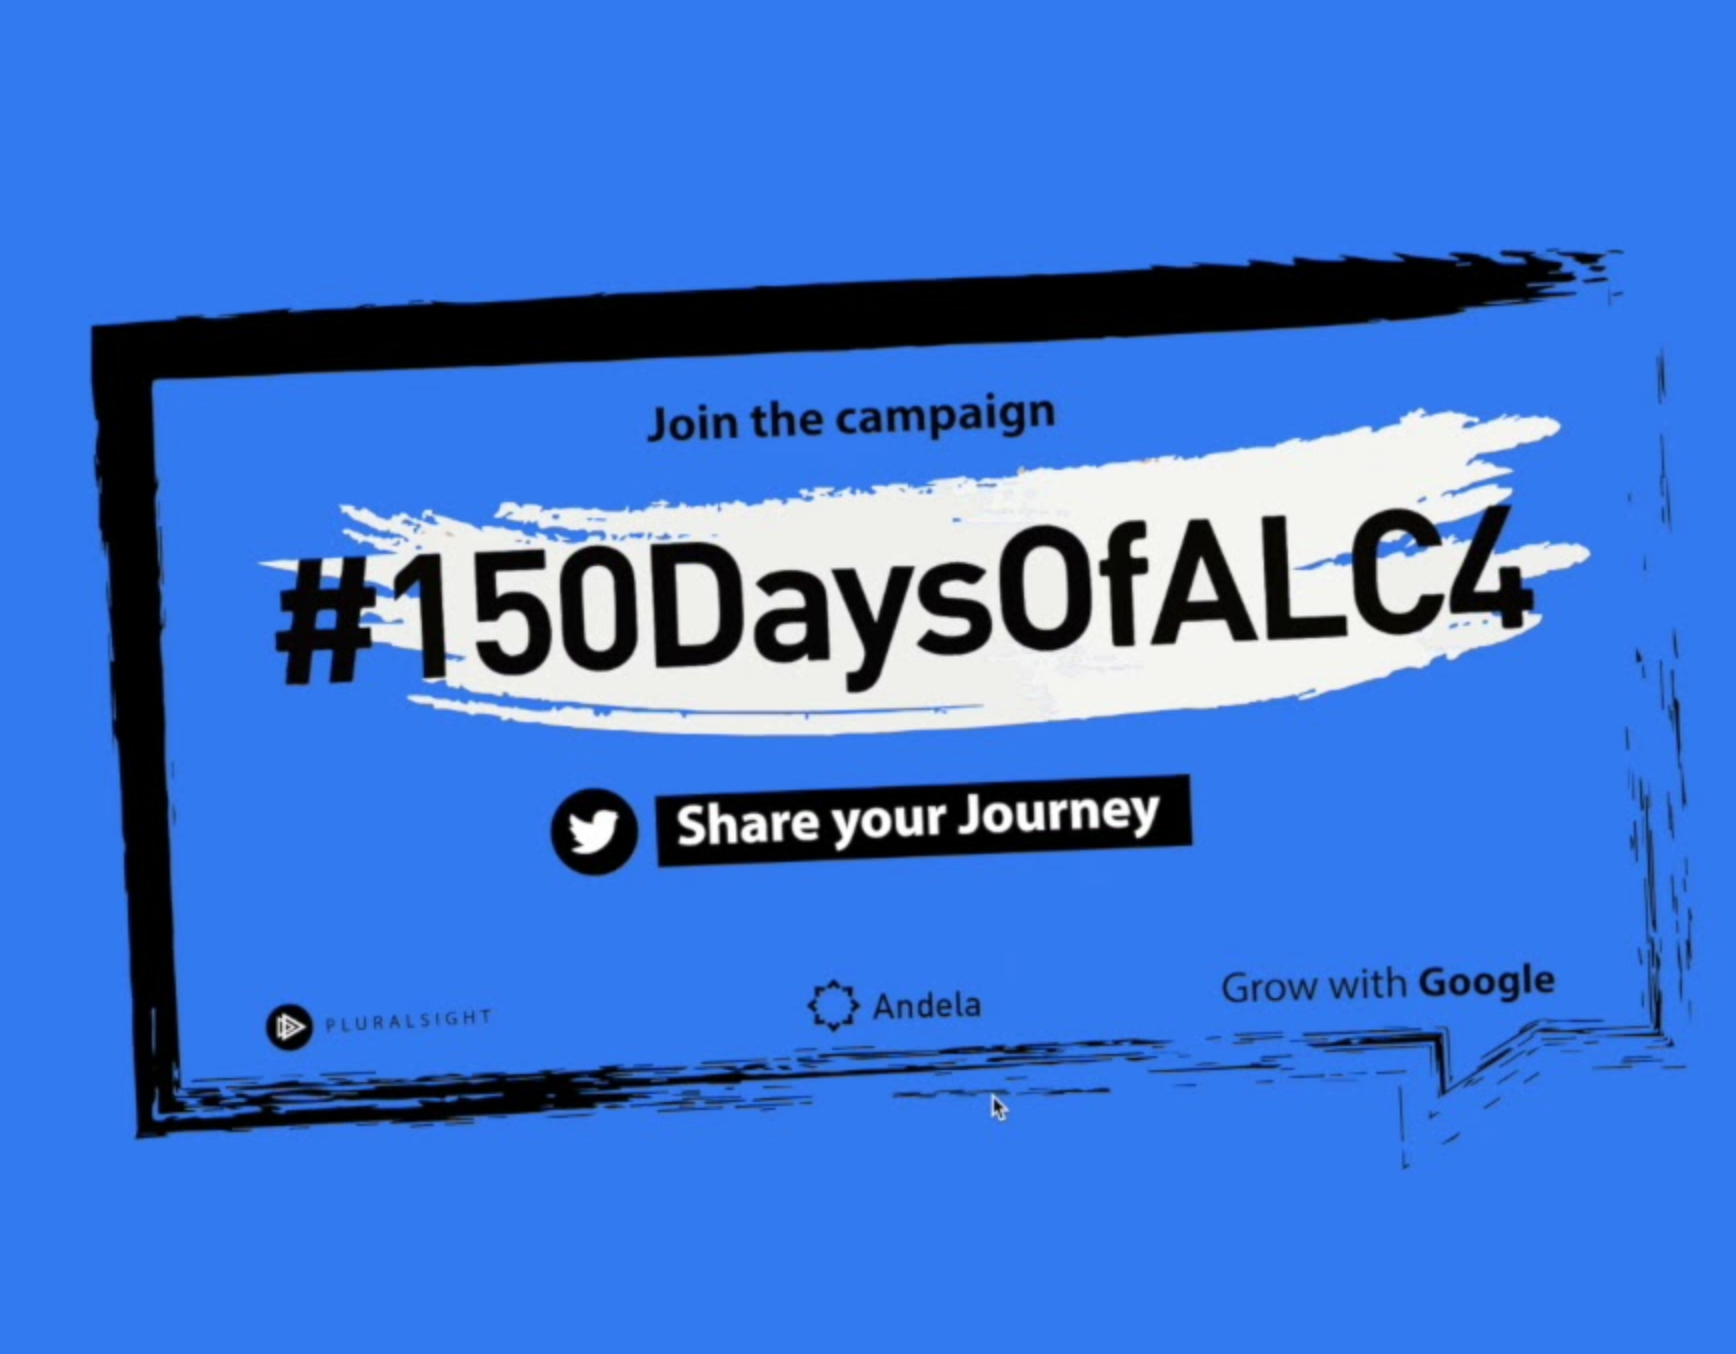 Join the campaign
#150DaysOfALC4
Share your Journey
PLURALSIGHT
Andela
Grow with Google